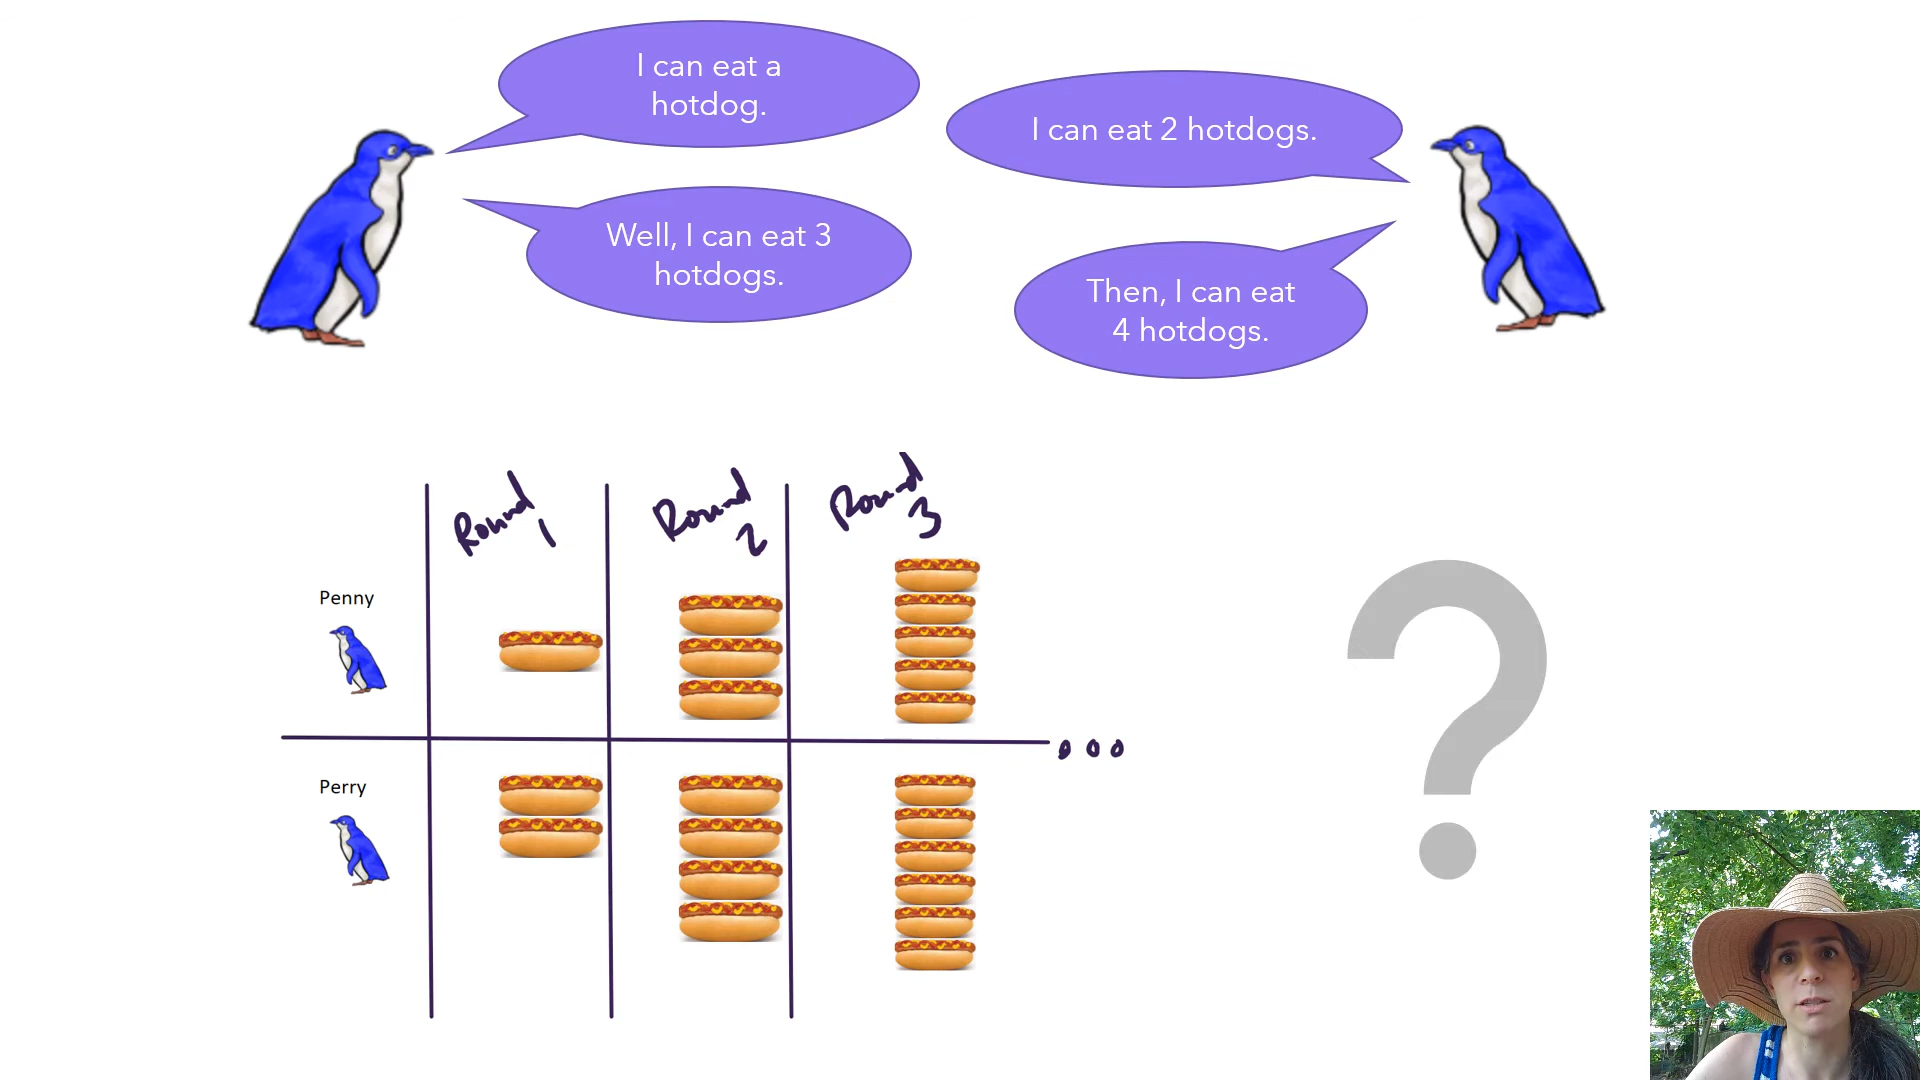 I can eat a
hotdog.
I can eat 2 hotdogs.
Well, I can eat 3
hotdogs.
Then, I can eat
4 hotdogs.
Round
1
Round
2
Round
3
Penny
Perry
?